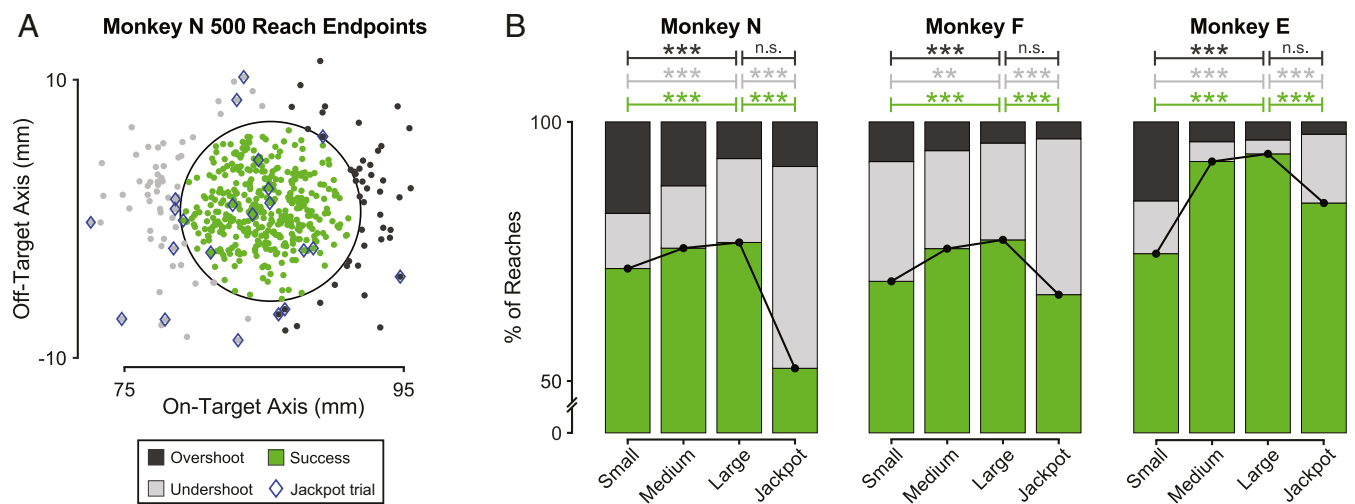 A
Monkey N 500 Reach Endpoints
10
-10
Off-Target Axis (mm)
75
95
On-Target Axis (mm)
Overshoot
Success
Undershoot
Jackpot trial
B
Monkey N
***
n.s.
***
***
***
***
Monkey F
***
n.s.
**
***
***
***
Monkey E
***
n.s.
***
***
***
***
100
50
0
% of Reaches
Small
Medium
Large
Jackpot
Small
Medium
Large
Jackpot
Small
Medium
Large
Jackpot